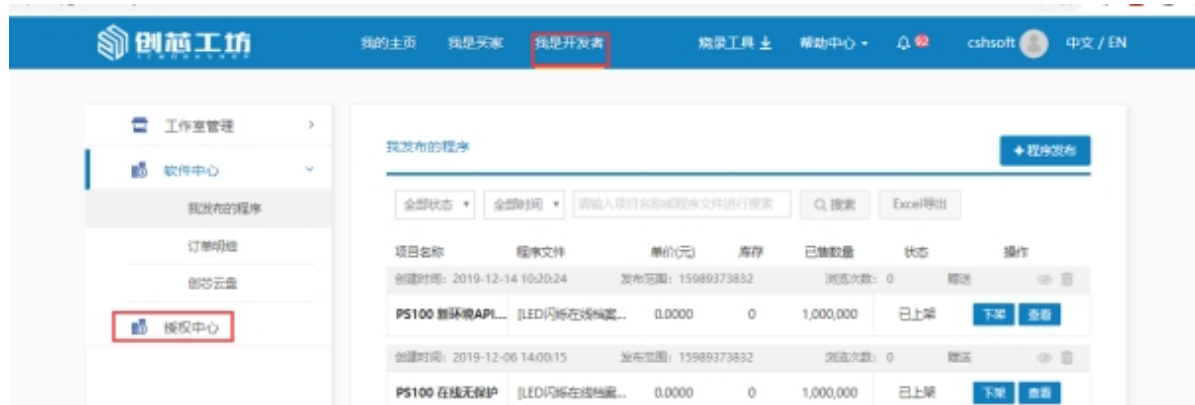 创芯工坊 我的主页 我是买家 我是开发者 烧录工具 帮助中心 cshsoft 中文 / EN
工作室管理
软件中心
我发布的程序
订单明细
创芯云盘
授权中心
我发布的程序 +程序发布
全部状态 全部时间 请输入项目名称或程序文件进行搜索 搜索 Excel导出
项目名称 程序文件 单价(元) 库存 已售数量 状态 操作
创建时间: 2019-12-14 10:20:24 发布范围: 15989373832 浏览次数: 0 赠送
PS100 新环境API... [LED闪烁在线档案... 0.0000 0 1,000,000 已上架 下架 查看
创建时间: 2019-12-06 14:00:15 发布范围: 15989373832 浏览次数: 0 赠送
PS100 在线无保护 [LED闪烁在线档案... 0.0000 0 1,000,000 已上架 下架 查看